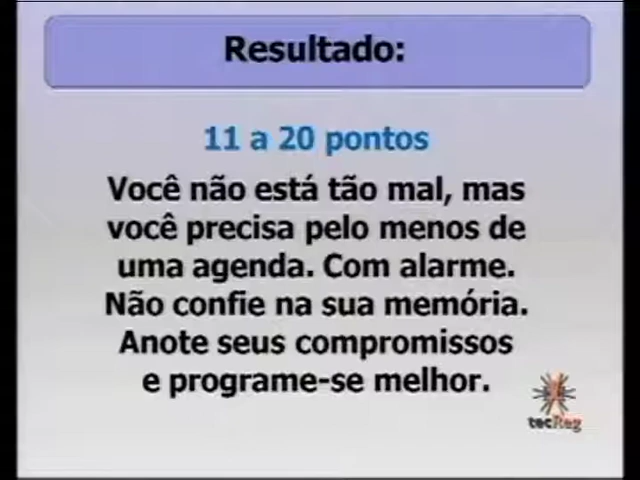 Resultado:
11 a 20 pontos
Você não está tão mal, mas
você precisa pelo menos de
uma agenda. Com alarme.
Não confie na sua memória.
Anote seus compromissos
e programe-se melhor.
tecReg